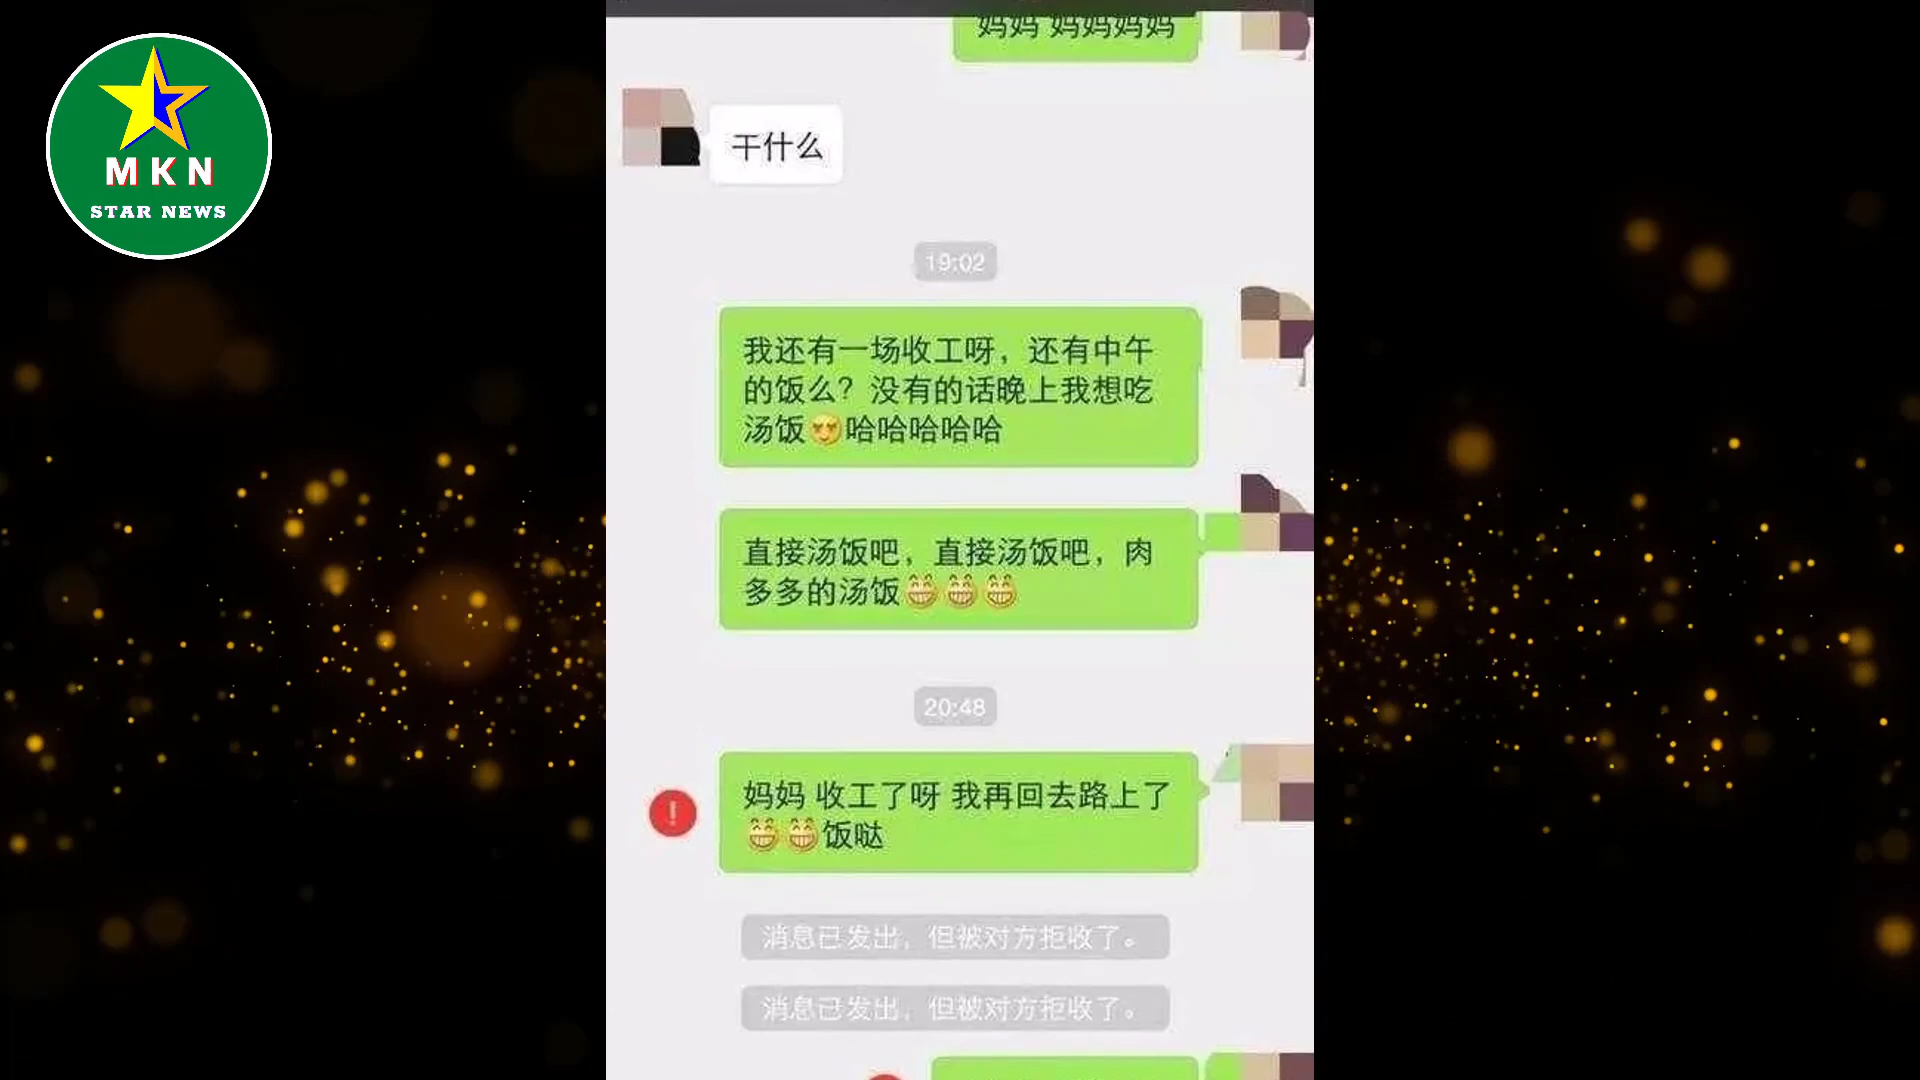 MKN
STAR NEWS
妈妈 妈妈妈妈
干什么
19:02
我还有一场收工呀，还有中午
的饭么？没有的话晚上我想吃
汤饭😍哈哈哈哈哈
直接汤饭吧，直接汤饭吧，肉
多多的汤饭😁😁😁
20:48
妈妈 收工了呀 我再回去路上了
😁😁饭哒
消息已发出，但被对方拒收了。
消息已发出，但被对方拒收了。